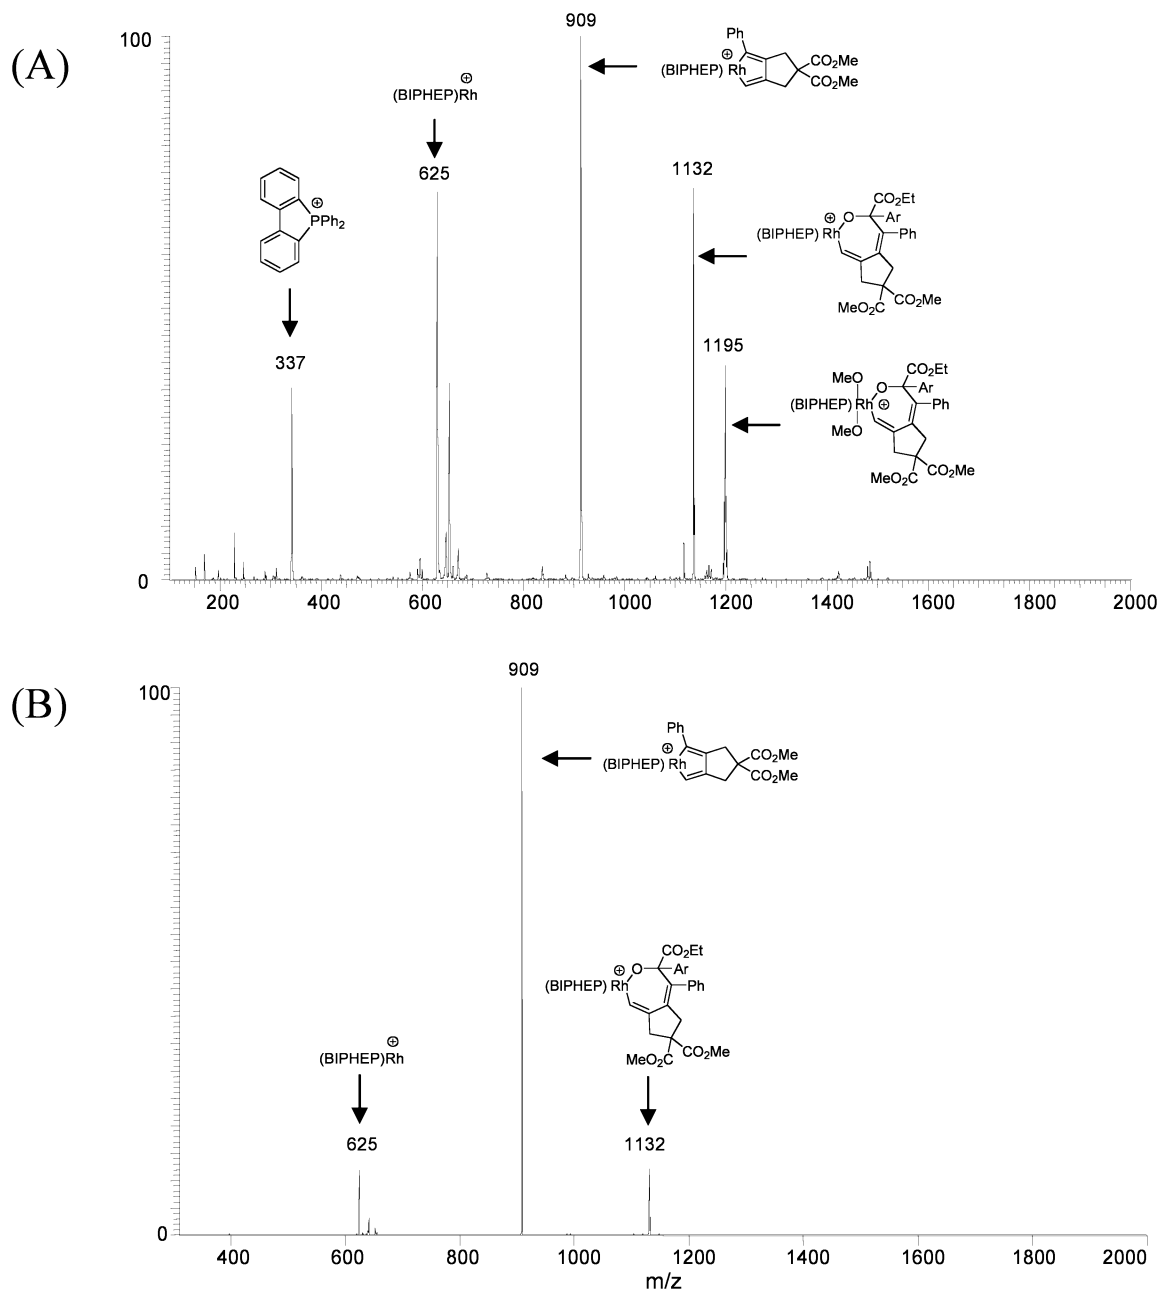 (A)
100
909
Ph
⊕
(BIPHEP) Rh
CO2Me
CO2Me
⊕
(BIPHEP)Rh
625
1132
⊕
PPh2
CO2Et
⊕ O Ar
(BIPHEP) Rh Ph
MeO2C CO2Me
337
1195
MeO CO2Et
O Ar
(BIPHEP)Rh ⊕ Ph
MeO
MeO2C CO2Me
0
200 400 600 800 1000 1200 1400 1600 1800 2000
(B)
909
100
Ph
⊕
(BIPHEP) Rh
CO2Me
CO2Me
CO2Et
⊕ O Ar
(BIPHEP) Rh Ph
MeO2C CO2Me
⊕
(BIPHEP)Rh
625
1132
0
400 600 800 1000 1200 1400 1600 1800 2000
m/z